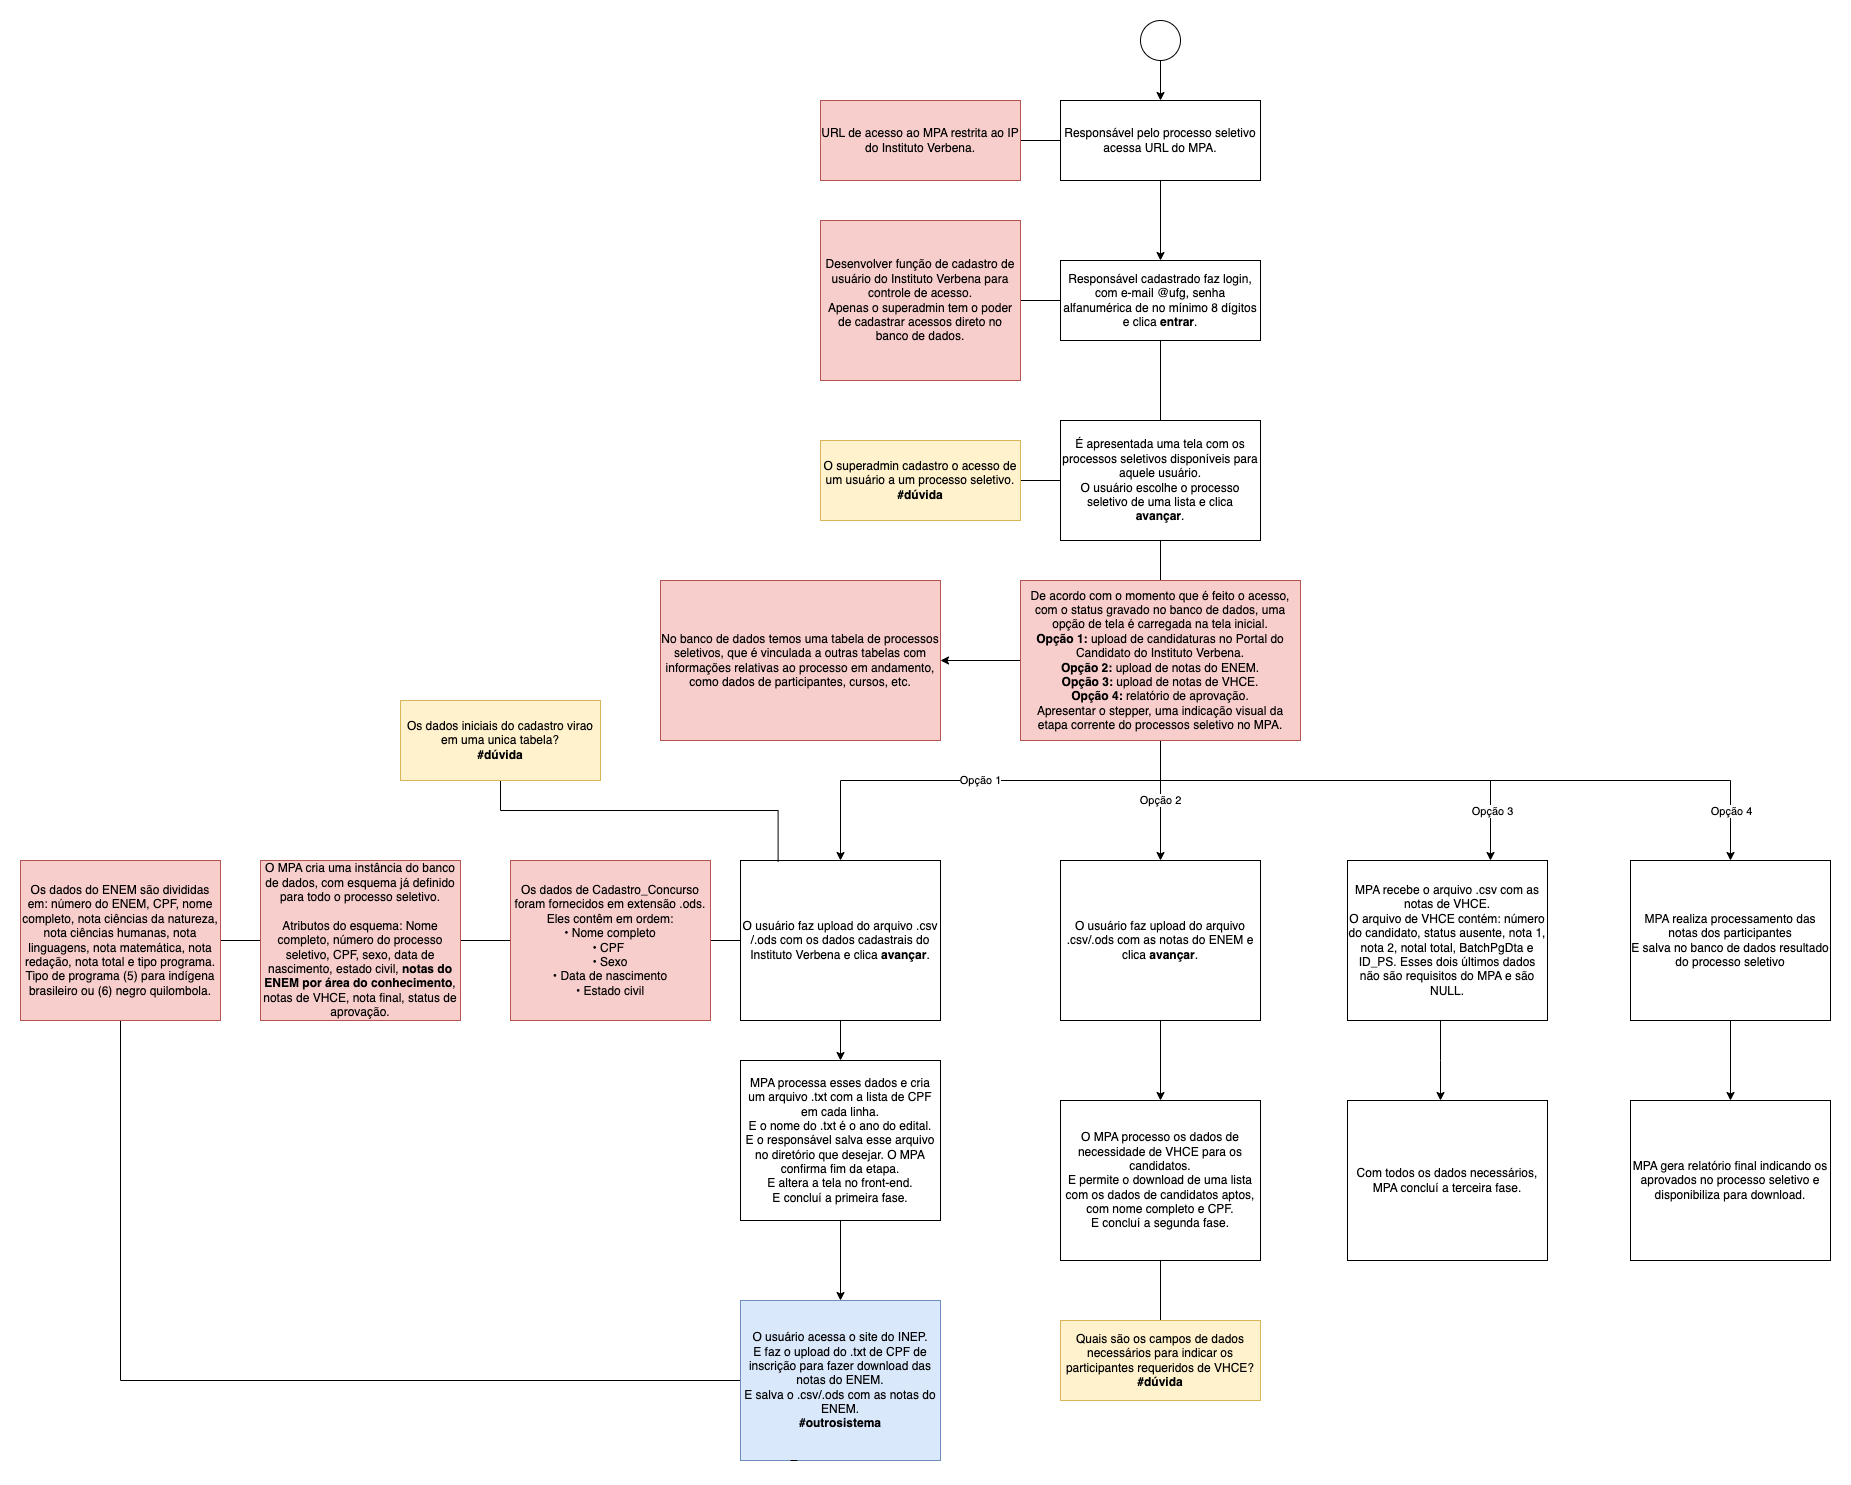 URL de acesso ao MPA restrita ao IP
do Instituto Verbena.
Responsável pelo processo seletivo
acessa URL do MPA.
Desenvolver função de cadastro de
usuário do Instituto Verbena para
controle de acesso.
Apenas o superadmin tem o poder
de cadastrar acessos direto no
banco de dados.
Responsável cadastrado faz login,
com e-mail @ufg, senha
alfanumérica de no mínimo 8 dígitos
e clica entrar.
O superadmin cadastro o acesso de
um usuário a um processo seletivo.
#dúvida
É apresentada uma tela com os
processos seletivos disponíveis para
aquele usuário.
O usuário escolhe o processo
seletivo de uma lista e clica
avançar.
No banco de dados temos uma tabela de processos
seletivos, que é vinculada a outras tabelas com
informações relativas ao processo em andamento,
como dados de participantes, cursos, etc.
De acordo com o momento que é feito o acesso,
com o status gravado no banco de dados, uma
opção de tela é carregada na tela inicial.
Opção 1: upload de candidaturas no Portal do
Candidato do Instituto Verbena.
Opção 2: upload de notas do ENEM.
Opção 3: upload de notas de VHCE.
Opção 4: relatório de aprovação.
Apresentar o stepper, uma indicação visual da
etapa corrente do processos seletivo no MPA.
Os dados iniciais do cadastro virao
em uma unica tabela?
#dúvida
Opção 1
Opção 2
Opção 3
Opção 4
Os dados do ENEM são divididas
em: número do ENEM, CPF, nome
completo, nota ciências da natureza,
nota ciências humanas, nota
linguagens, nota matemática, nota
redação, nota total e tipo programa.
Tipo de programa (5) para indígena
brasileiro ou (6) negro quilombola.
O MPA cria uma instância do banco
de dados, com esquema já definido
para todo o processo seletivo.
Atributos do esquema: Nome
completo, número do processo
seletivo, CPF, sexo, data de
nascimento, estado civil, notas do
ENEM por área do conhecimento,
notas de VHCE, nota final, status de
aprovação.
Os dados de Cadastro_Concurso
foram fornecidos em extensão .ods.
Eles contêm em ordem:
• Nome completo
• CPF
• Sexo
• Data de nascimento
• Estado civil
O usuário faz upload do arquivo .csv
/.ods com os dados cadastrais do
Instituto Verbena e clica avançar.
O usuário faz upload do arquivo
.csv/.ods com as notas do ENEM e
clica avançar.
MPA recebe o arquivo .csv com as
notas de VHCE.
O arquivo de VHCE contém: número
do candidato, status ausente, nota 1,
nota 2, notal total, BatchPgDta e
ID_PS. Esses dois últimos dados
não são requisitos do MPA e são
NULL.
MPA realiza processamento das
notas dos participantes
E salva no banco de dados resultado
do processo seletivo
MPA processa esses dados e cria
um arquivo .txt com a lista de CPF
em cada linha.
E o nome do .txt é o ano do edital.
E o responsável salva esse arquivo
no diretório que desejar. O MPA
confirma fim da etapa.
E altera a tela no front-end.
E concluí a primeira fase.
O MPA processo os dados de
necessidade de VHCE para os
candidatos.
E permite o download de uma lista
com os dados de candidatos aptos,
com nome completo e CPF.
E concluí a segunda fase.
Com todos os dados necessários,
MPA concluí a terceira fase.
MPA gera relatório final indicando os
aprovados no processo seletivo e
disponibiliza para download.
O usuário acessa o site do INEP.
E faz o upload do .txt de CPF de
inscrição para fazer download das
notas do ENEM.
E salva o .csv/.ods com as notas do
ENEM.
#outrosistema
Quais são os campos de dados
necessários para indicar os
participantes requeridos de VHCE?
#dúvida